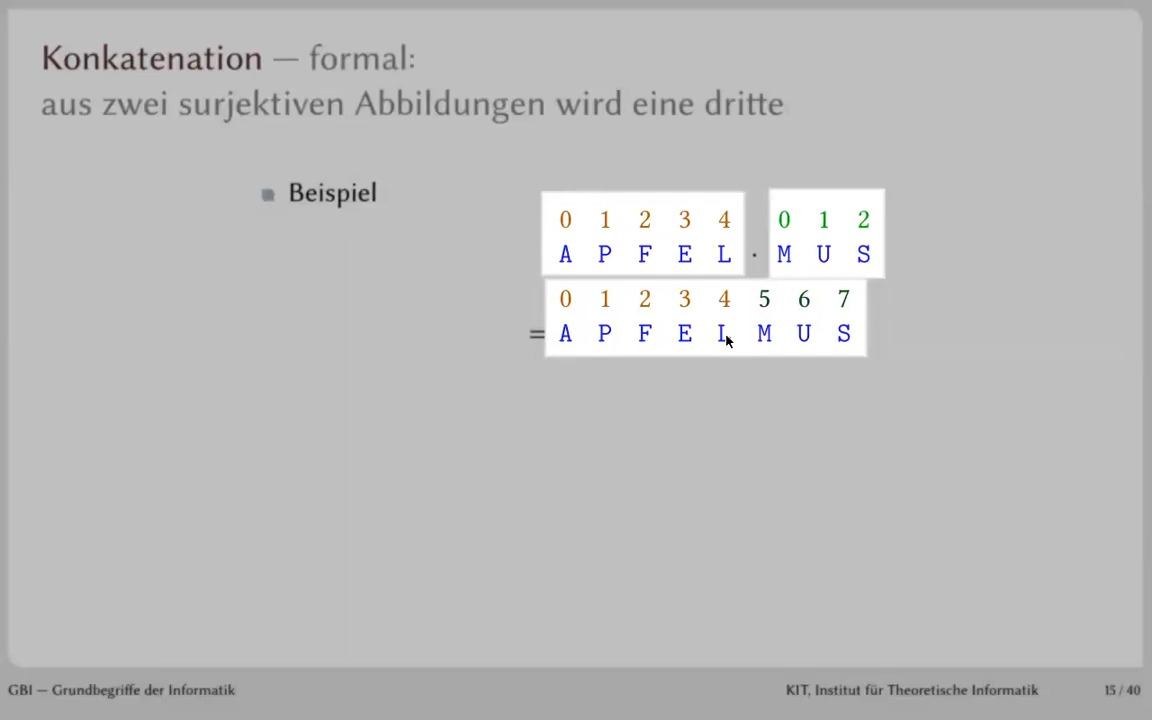 Konkatenation — formal:
aus zwei surjektiven Abbildungen wird eine dritte
Beispiel
0 1 2 3 4 0 1 2
A P F E L · M U S
0 1 2 3 4 5 6 7
= A P F E L M U S
GBI — Grundbegriffe der Informatik KIT, Institut für Theoretische Informatik 15 / 40